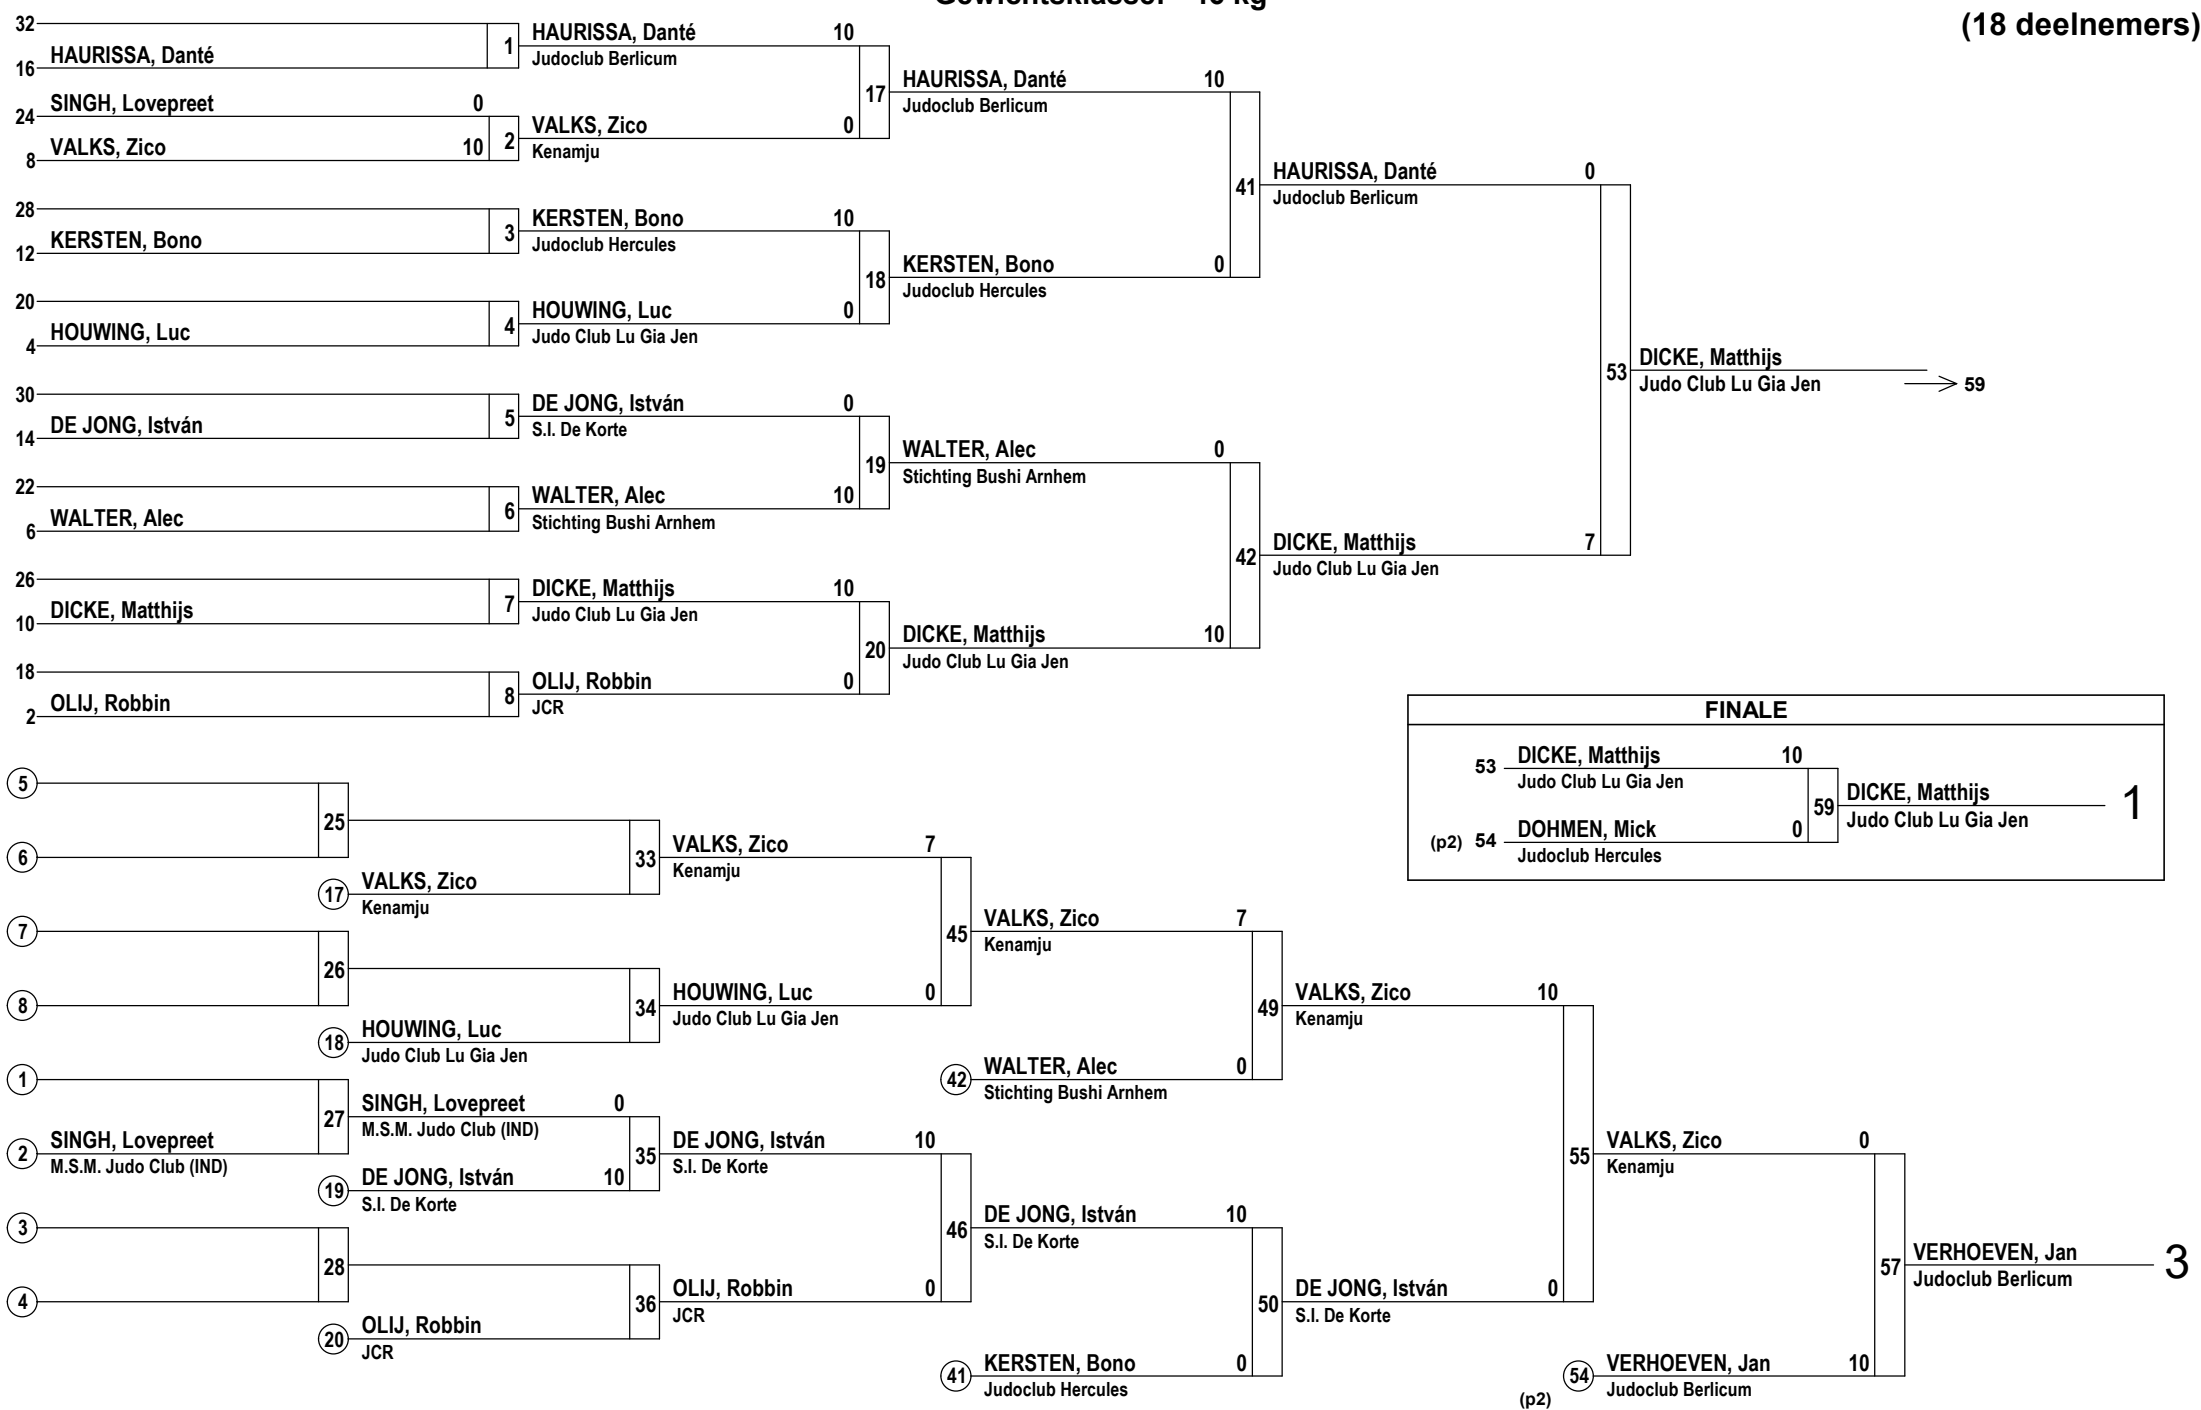 (18 deelnemers)
32
16 HAURISSA, Danté
1
HAURISSA, Danté 10
Judoclub Berlicum
24 SINGH, Lovepreet 0
8 VALKS, Zico 10
2
VALKS, Zico 0
Kenamju
17
HAURISSA, Danté 10
Judoclub Berlicum
28
12 KERSTEN, Bono
3
KERSTEN, Bono 10
Judoclub Hercules
20
4 HOUWING, Luc
4
HOUWING, Luc 0
Judo Club Lu Gia Jen
18
KERSTEN, Bono 0
Judoclub Hercules
41
HAURISSA, Danté 0
Judoclub Berlicum
30
14 DE JONG, István
5
DE JONG, István 0
S.I. De Korte
22
6 WALTER, Alec
6
WALTER, Alec 10
Stichting Bushi Arnhem
19
WALTER, Alec 0
Stichting Bushi Arnhem
26
10 DICKE, Matthijs
7
DICKE, Matthijs 10
Judo Club Lu Gia Jen
18
2 OLIJ, Robbin
8
OLIJ, Robbin 0
JCR
20
DICKE, Matthijs 10
Judo Club Lu Gia Jen
42
DICKE, Matthijs 7
Judo Club Lu Gia Jen
53
DICKE, Matthijs
Judo Club Lu Gia Jen
59
FINALE
53 DICKE, Matthijs 10
Judo Club Lu Gia Jen
(p2) 54 DOHMEN, Mick 0
Judoclub Hercules
59
DICKE, Matthijs
Judo Club Lu Gia Jen
1
5
6
25
17 VALKS, Zico
Kenamju
33
VALKS, Zico 7
Kenamju
7
8
26
18 HOUWING, Luc
Judo Club Lu Gia Jen
34
HOUWING, Luc 0
Judo Club Lu Gia Jen
45
VALKS, Zico 7
Kenamju
42 WALTER, Alec 0
Stichting Bushi Arnhem
49
VALKS, Zico 10
Kenamju
1
2 SINGH, Lovepreet
M.S.M. Judo Club (IND)
27
SINGH, Lovepreet 0
M.S.M. Judo Club (IND)
19 DE JONG, István 10
S.I. De Korte
35
DE JONG, István 10
S.I. De Korte
3
4
28
20 OLIJ, Robbin
JCR
36
OLIJ, Robbin 0
JCR
46
DE JONG, István 10
S.I. De Korte
41 KERSTEN, Bono 0
Judoclub Hercules
50
DE JONG, István 0
S.I. De Korte
55
VALKS, Zico 0
Kenamju
(p2) 54 VERHOEVEN, Jan 10
Judoclub Berlicum
57
VERHOEVEN, Jan
Judoclub Berlicum
3